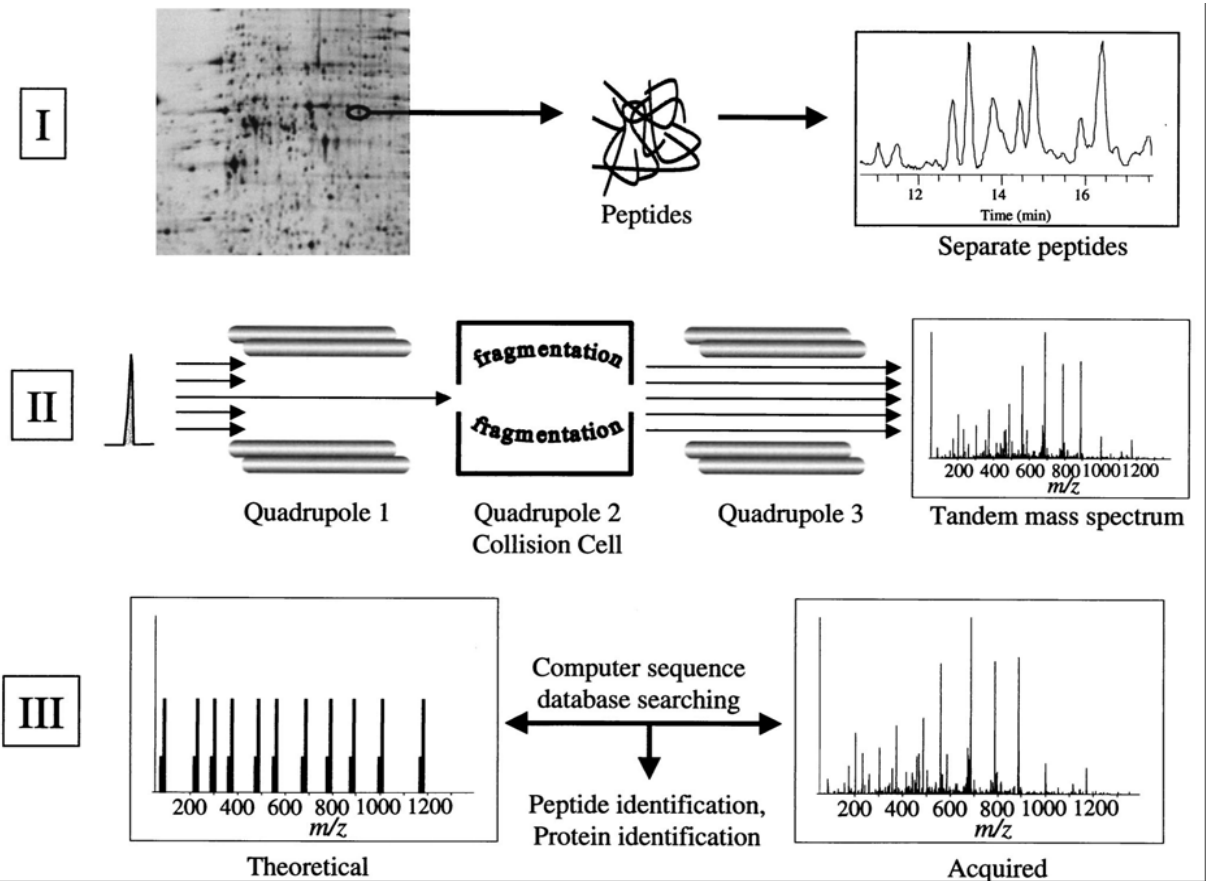 I
Peptides
12 14 16
Time (min)
Separate peptides
II
fragmentation
fragmentation
Quadrupole 1
Quadrupole 2
Collision Cell
Quadrupole 3
200 400 600 800 1000 1200
m/z
Tandem mass spectrum
III
200 400 600 800 1000 1200
m/z
Theoretical
Computer sequence
database searching
Peptide identification,
Protein identification
200 400 600 800 1000 1200
m/z
Acquired